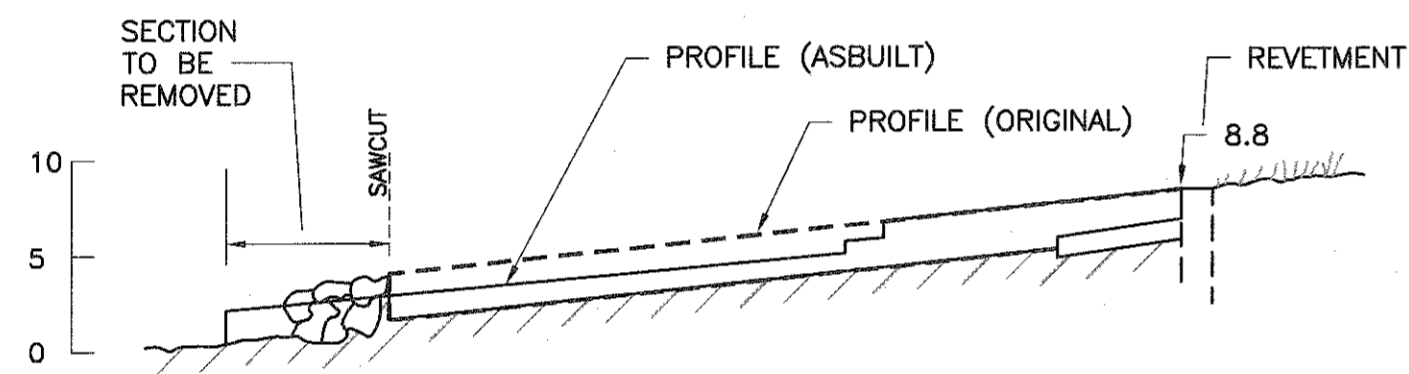 SECTION
TO BE
REMOVED
SAWCUT
PROFILE (ASBUILT)
PROFILE (ORIGINAL)
REVETMENT
8.8
10
5
0